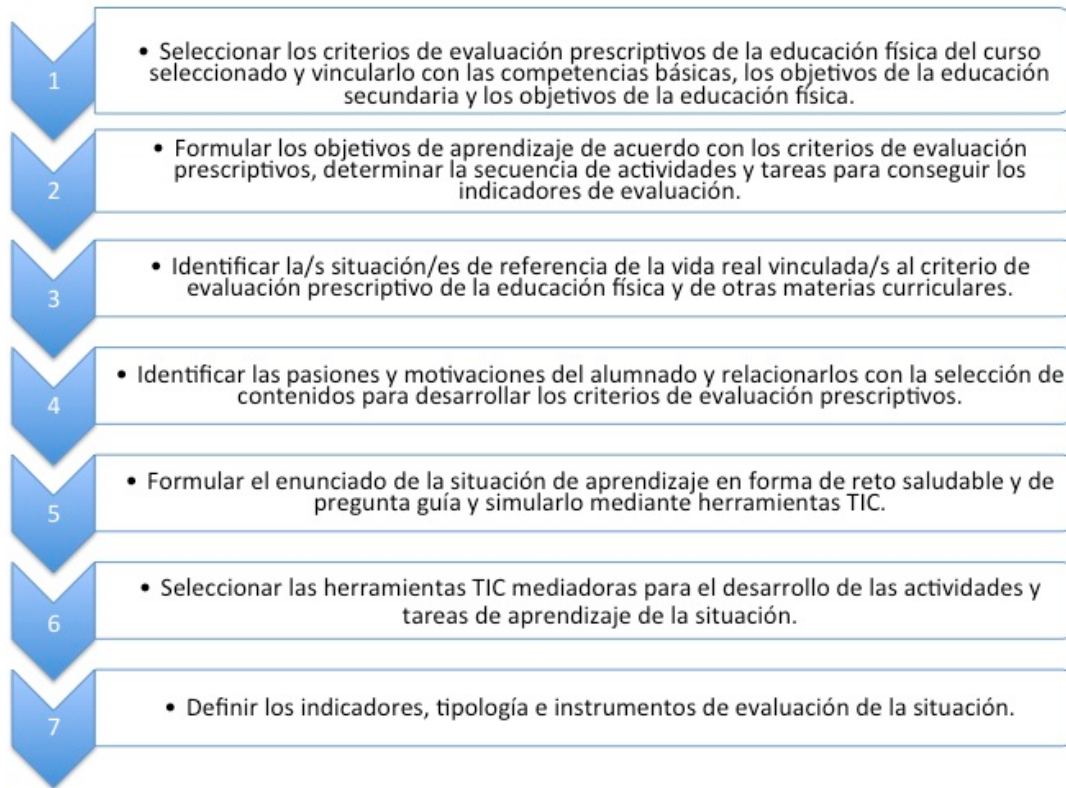 1
• Seleccionar los criterios de evaluación prescriptivos de la educación física del curso
seleccionado y vincularlo con las competencias básicas, los objetivos de la educación
secundaria y los objetivos de la educación física.
2
• Formular los objetivos de aprendizaje de acuerdo con los criterios de evaluación
prescriptivos, determinar la secuencia de actividades y tareas para conseguir los
indicadores de evaluación.
3
• Identificar la/s situación/es de referencia de la vida real vinculada/s al criterio de
evaluación prescriptivo de la educación física y de otras materias curriculares.
4
• Identificar las pasiones y motivaciones del alumnado y relacionarlos con la selección de
contenidos para desarrollar los criterios de evaluación prescriptivos.
5
• Formular el enunciado de la situación de aprendizaje en forma de reto saludable y de
pregunta guía y simularlo mediante herramientas TIC.
6
• Seleccionar las herramientas TIC mediadoras para el desarrollo de las actividades y
tareas de aprendizaje de la situación.
7
• Definir los indicadores, tipología e instrumentos de evaluación de la situación.